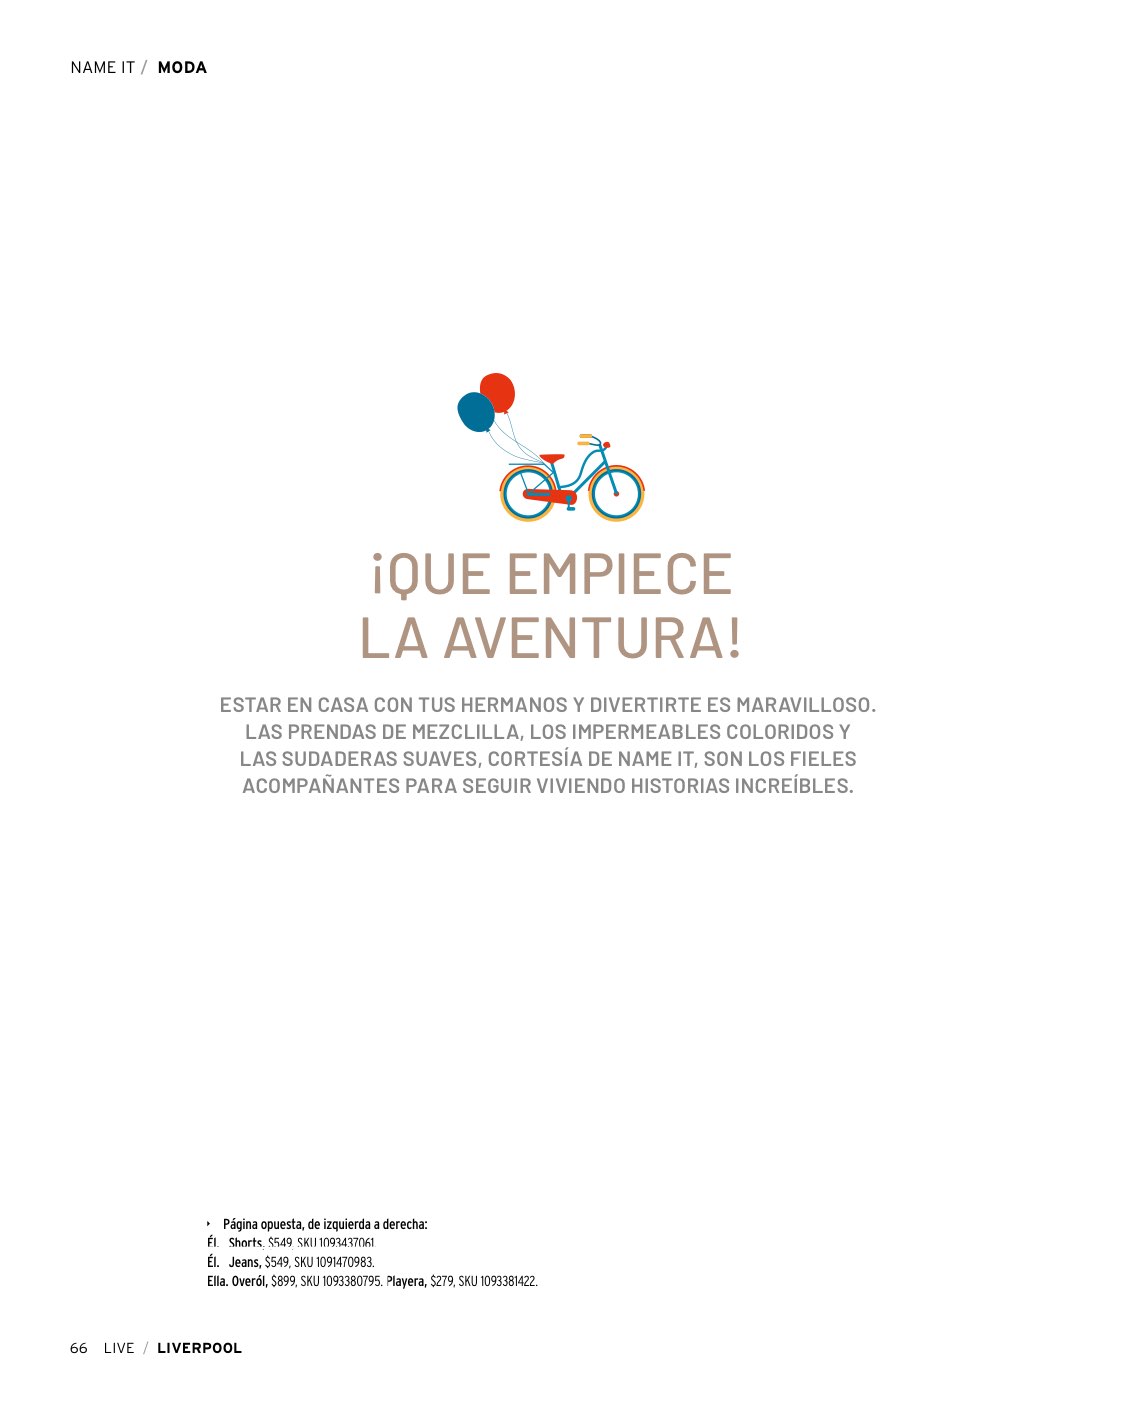 NAME IT / MODA
¡QUE EMPIECE
LA AVENTURA!
ESTAR EN CASA CON TUS HERMANOS Y DIVERTIRTE ES MARAVILLOSO.
LAS PRENDAS DE MEZCLILLA, LOS IMPERMEABLES COLORIDOS Y
LAS SUDADERAS SUAVES, CORTESÍA DE NAME IT, SON LOS FIELES
ACOMPAÑANTES PARA SEGUIR VIVIENDO HISTORIAS INCREÍBLES.
Página opuesta, de izquierda a derecha:
Él. Shorts, $549, SKU 1093437061.
Él. Jeans, $549, SKU 1091470983.
Ella. Overól, $899, SKU 1093380795. Playera, $279, SKU 1093381422.
66 LIVE / LIVERPOOL